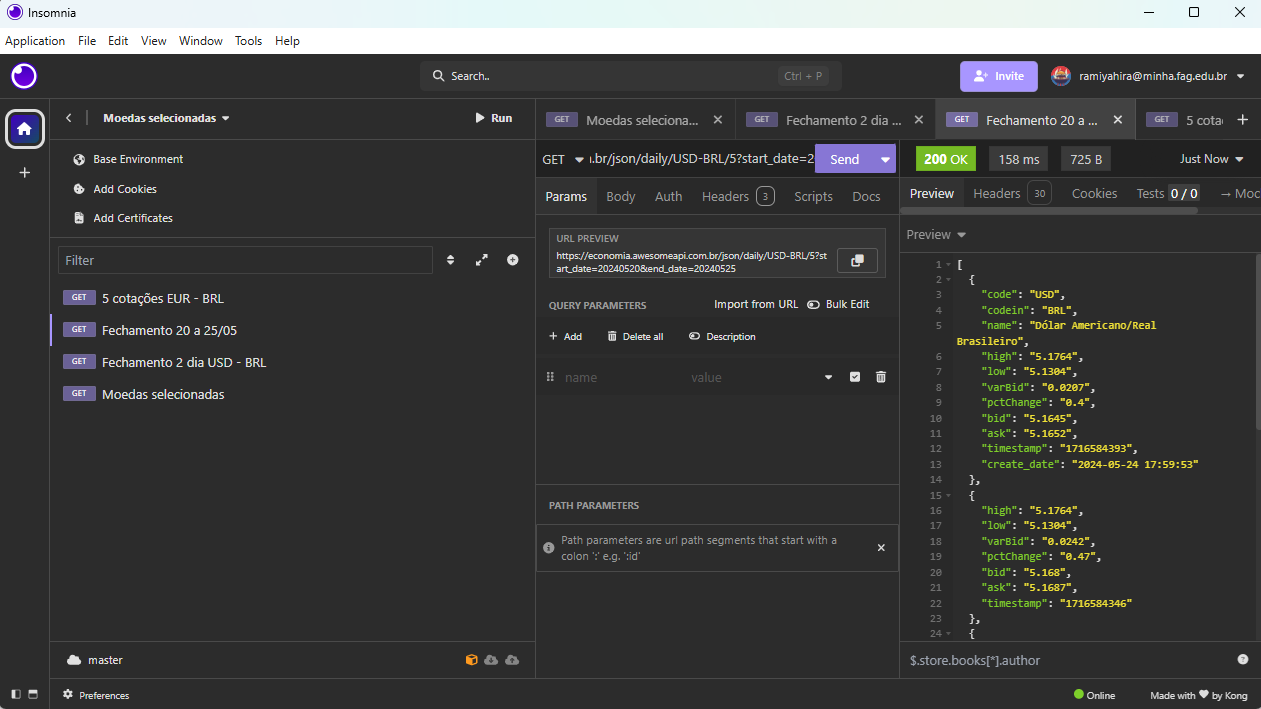 Insomnia
Application File Edit View Window Tools Help
Search.. Ctrl + P
Invite
ramiyahira@minha.fag.edu.br
Moedas selecionadas
Run
Base Environment
Add Cookies
Add Certificates
Filter
GET 5 cotações EUR - BRL
GET Fechamento 20 a 25/05
GET Fechamento 2 dia USD - BRL
GET Moedas selecionadas
master
Preferences
GET Moedas seleciona... GET Fechamento 2 dia ... GET Fechamento 20 a ... GET 5 cota
GET .br/json/daily/USD-BRL/5?start_date=2 Send
Params Body Auth Headers 3 Scripts Docs
URL PREVIEW
https://economia.awesomeapi.com.br/json/daily/USD-BRL/5?st
art_date=20240520&end_date=20240525
QUERY PARAMETERS Import from URL Bulk Edit
+ Add Delete all Description
name value
PATH PARAMETERS
Path parameters are url path segments that start with a
colon ':' e.g. ':id'
200 OK 158 ms 725 B Just Now
Preview Headers 30 Cookies Tests 0 / 0 → Moc
Preview
1 [
2 {
3 "code": "USD",
4 "codein": "BRL",
5 "name": "Dólar Americano/Real
Brasileiro",
6 "high": "5.1764",
7 "low": "5.1304",
8 "varBid": "0.0207",
9 "pctChange": "0.4",
10 "bid": "5.1645",
11 "ask": "5.1652",
12 "timestamp": "1716584393",
13 "create_date": "2024-05-24 17:59:53"
14 },
15 {
16 "high": "5.1764",
17 "low": "5.1304",
18 "varBid": "0.0242",
19 "pctChange": "0.47",
20 "bid": "5.168",
21 "ask": "5.1687",
22 "timestamp": "1716584346"
23 },
24 {
$.store.books[*].author
Online Made with ♥ by Kong